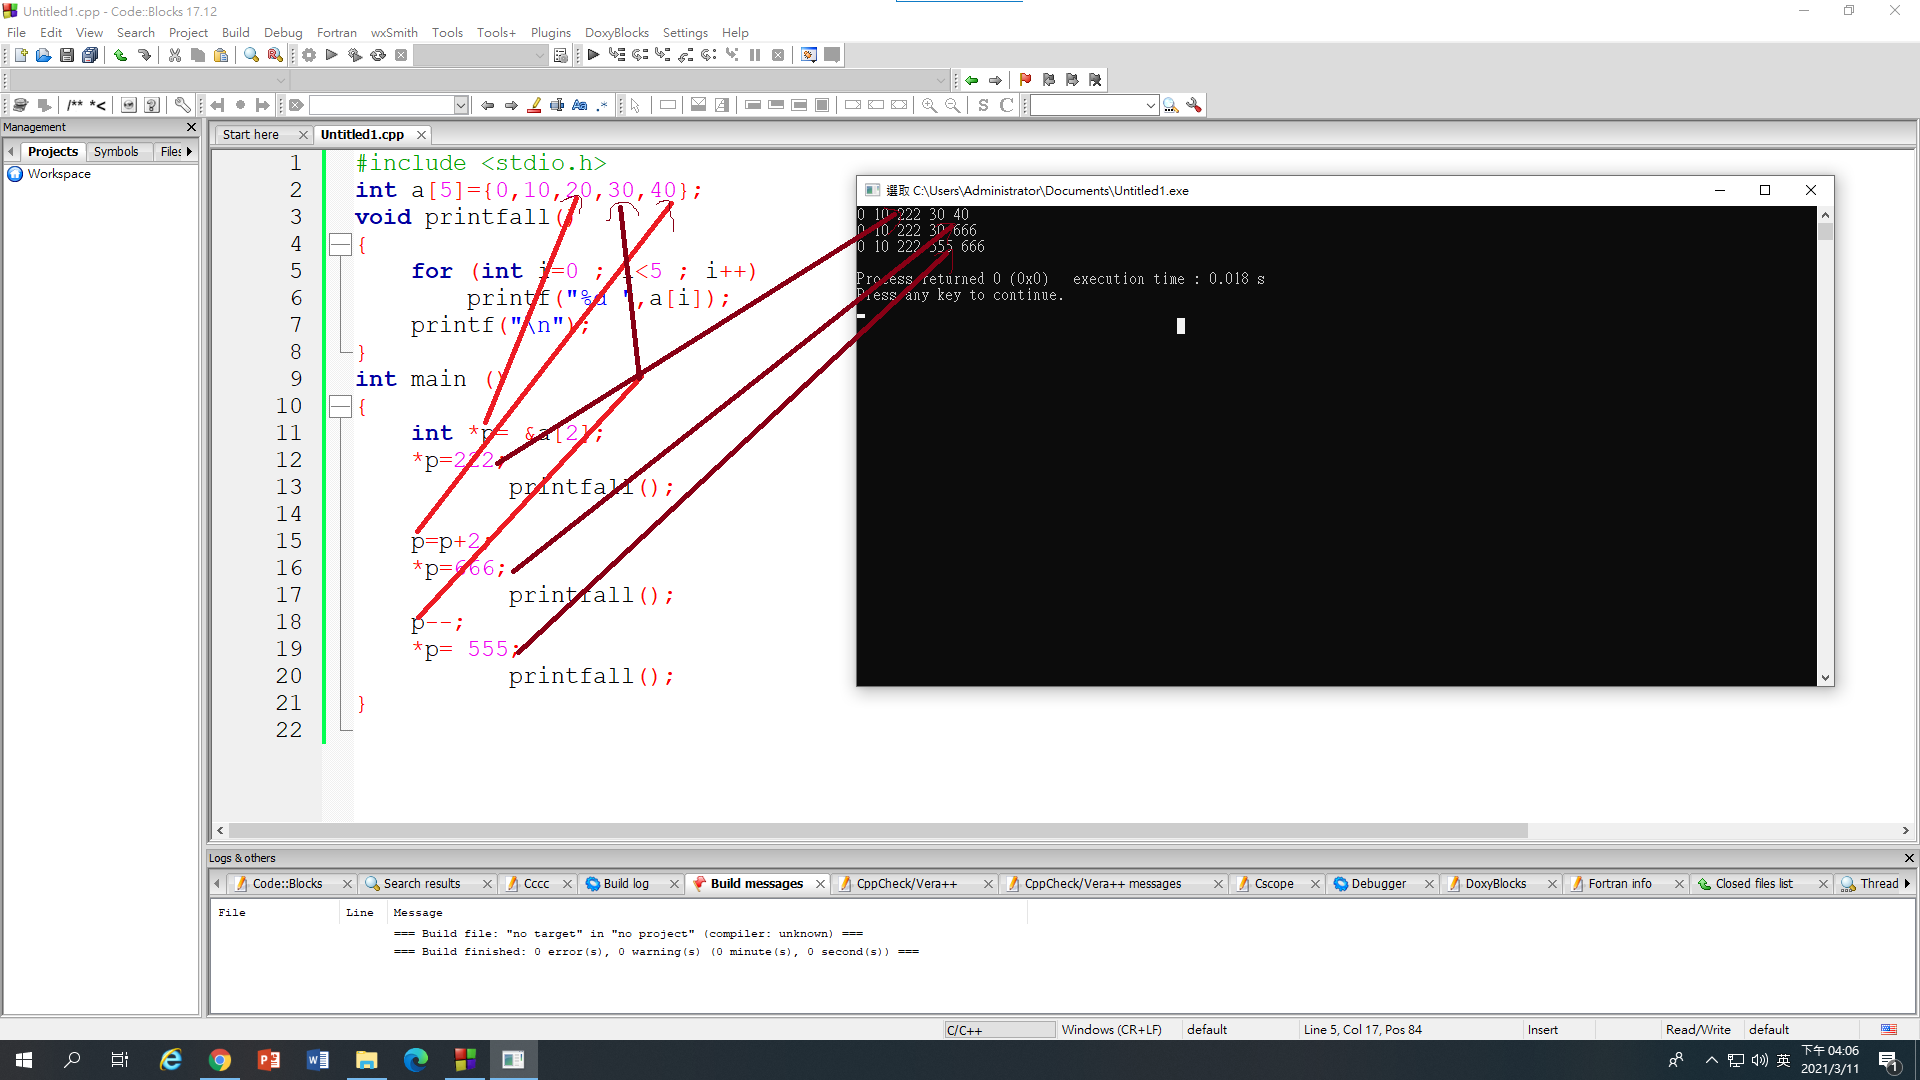 Untitled1.cpp - Code::Blocks 17.12
File Edit View Search Project Build Debug Fortran wxSmith Tools Tools+ Plugins DoxyBlocks Settings Help
/** *<
S C
Management
Projects Symbols Files
Workspace
Start here Untitled1.cpp
1 #include <stdio.h>
2 int a[5]={0,10,20,30,40};
3 void printfall()
4 {
5 for (int i=0 ; i<5 ; i++)
6 printf("%d ",a[i]);
7 printf("\n");
8 }
9 int main ()
10 {
11 int *p= &a[2];
12 *p=222;
13 printfall();
14
15 p=p+2;
16 *p=666;
17 printfall();
18 p--;
19 *p= 555;
20 printfall();
21 }
22
選取 C:\Users\Administrator\Documents\Untitled1.exe
0 10 222 30 40
0 10 222 30 666
0 10 222 555 666
Process returned 0 (0x0) execution time : 0.018 s
Press any key to continue.
Logs & others
Code::Blocks Search results Cccc Build log Build messages CppCheck/Vera++ CppCheck/Vera++ messages Cscope Debugger DoxyBlocks Fortran info Closed files list Thread
File Line Message
=== Build file: "no target" in "no project" (compiler: unknown) ===
=== Build finished: 0 error(s), 0 warning(s) (0 minute(s), 0 second(s)) ===
C/C++ Windows (CR+LF) default Line 5, Col 17, Pos 84 Insert Read/Write default
英 下午 04:06
2021/3/11
1